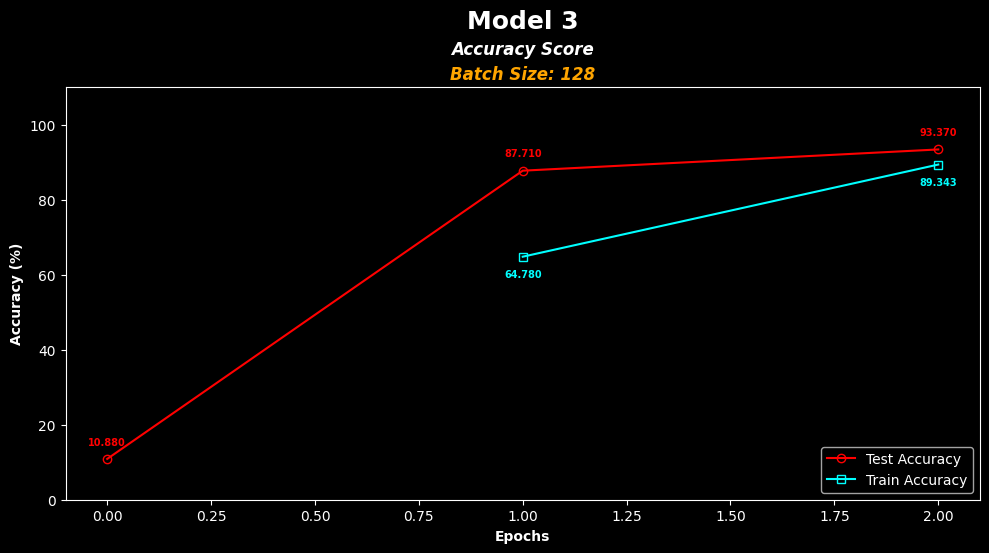 Model 3
Accuracy Score
Batch Size: 128
Accuracy (%)
100
80
60
40
20
0
93.370
87.710
89.343
64.780
10.880
Test Accuracy
Train Accuracy
0.00 0.25 0.50 0.75 1.00 1.25 1.50 1.75 2.00
Epochs